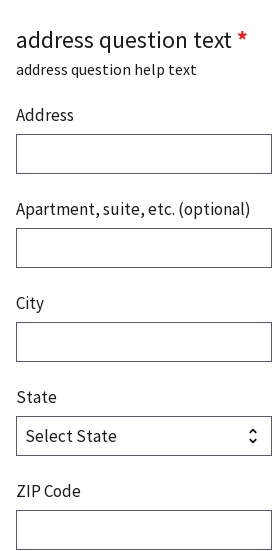 address question text *
address question help text
Address
Apartment, suite, etc. (optional)
City
State
Select State
ZIP Code